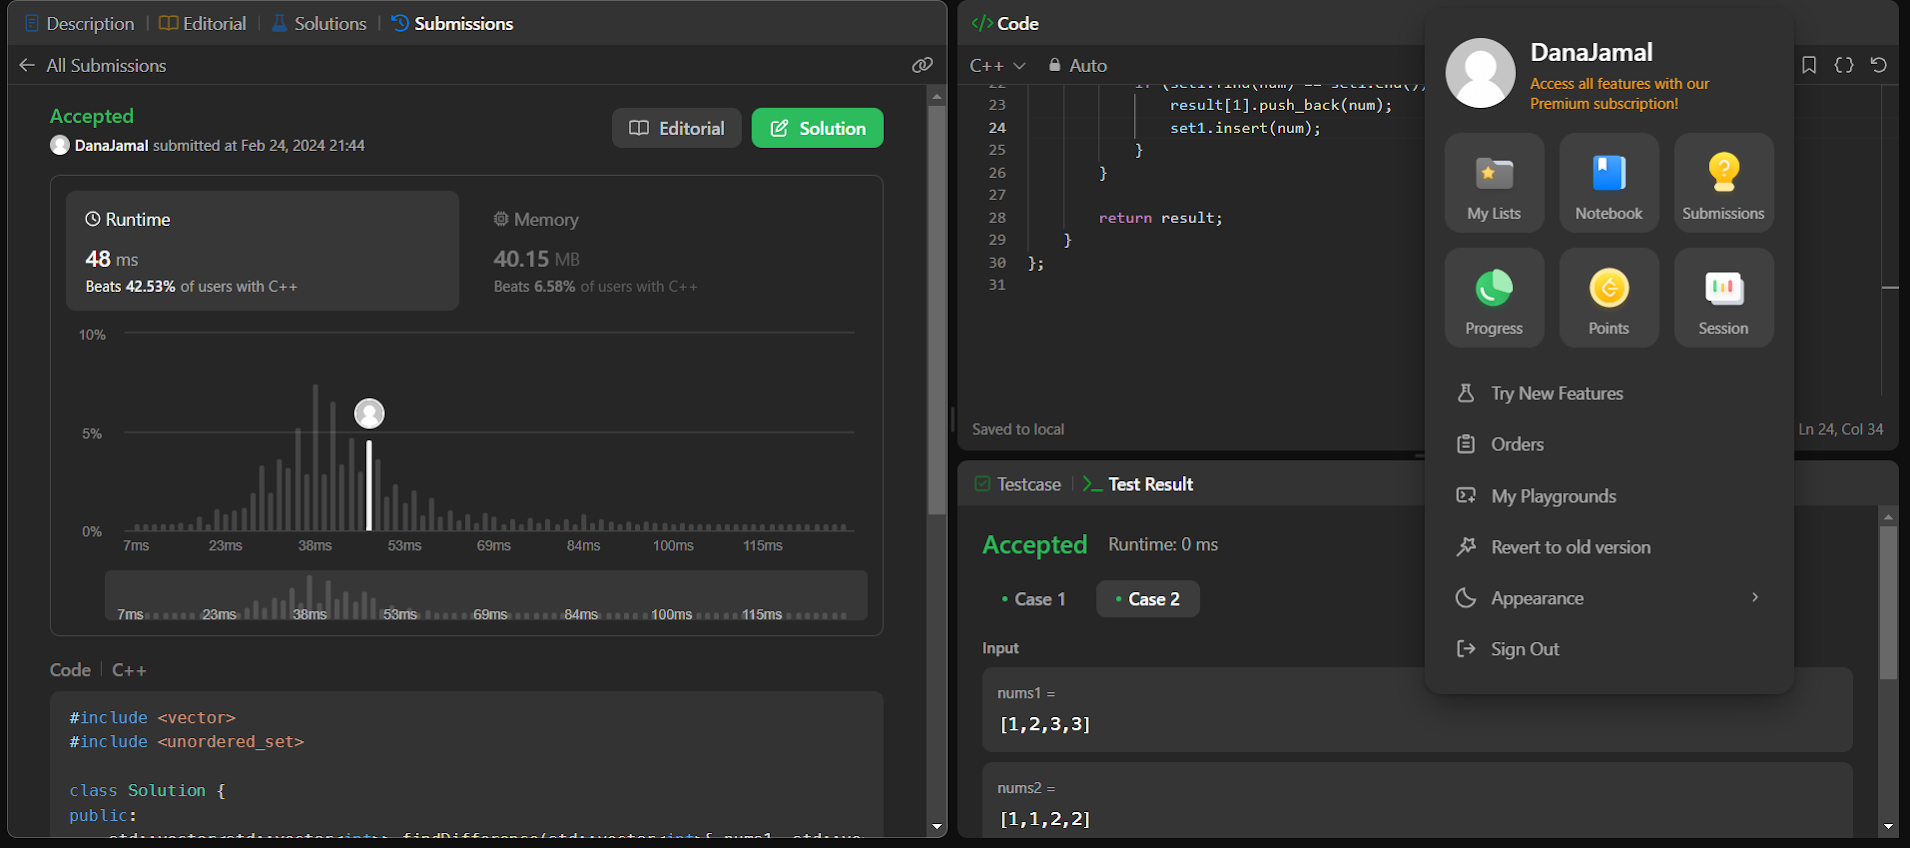 Description
Editorial
Solutions
Submissions
All Submissions
Accepted
DanaJamal submitted at Feb 24, 2024 21:44
Editorial
Solution
Runtime
48 ms
Beats 42.53% of users with C++
Memory
40.15 MB
Beats 6.58% of users with C++
10%
5%
0%
7ms 23ms 38ms 53ms 69ms 84ms 100ms 115ms
7ms 23ms 38ms 53ms 69ms 84ms 100ms 115ms
Code
C++
#include <vector>
#include <unordered_set>
class Solution {
public:
</> Code
C++
Auto
23 result[1].push_back(num);
24 set1.insert(num);
25 }
26 }
27
28 return result;
29 }
30 };
31
Saved to local
Ln 24, Col 34
Testcase
Test Result
Accepted
Runtime: 0 ms
Case 1
Case 2
Input
nums1 =
[1,2,3,3]
nums2 =
[1,1,2,2]
DanaJamal
Access all features with our
Premium subscription!
My Lists
Notebook
Submissions
Progress
Points
Session
Try New Features
Orders
My Playgrounds
Revert to old version
Appearance
Sign Out